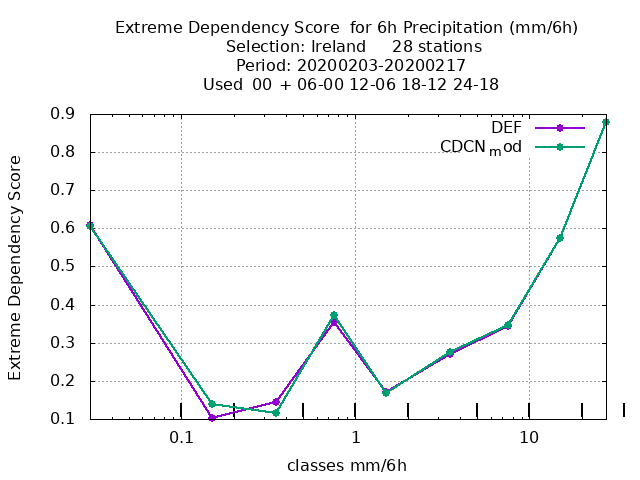 Extreme Dependency Score  for 6h Precipitation (mm/6h)
Selection: Ireland     28 stations
Period: 20200203-20200217
Used  00  + 06-00 12-06 18-12 24-18
DEF
CDCNmod
0.9
0.8
0.7
0.6
0.5
0.4
0.3
0.2
0.1
Extreme Dependency Score
0.1
1
10
classes mm/6h